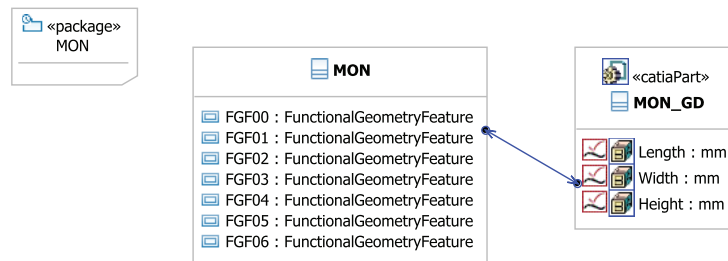 «package»
MON
MON
FGF00 : FunctionalGeometryFeature
FGF01 : FunctionalGeometryFeature
FGF02 : FunctionalGeometryFeature
FGF03 : FunctionalGeometryFeature
FGF04 : FunctionalGeometryFeature
FGF05 : FunctionalGeometryFeature
FGF06 : FunctionalGeometryFeature
«catiaPart»
MON_GD
Length : mm
Width : mm
Height : mm